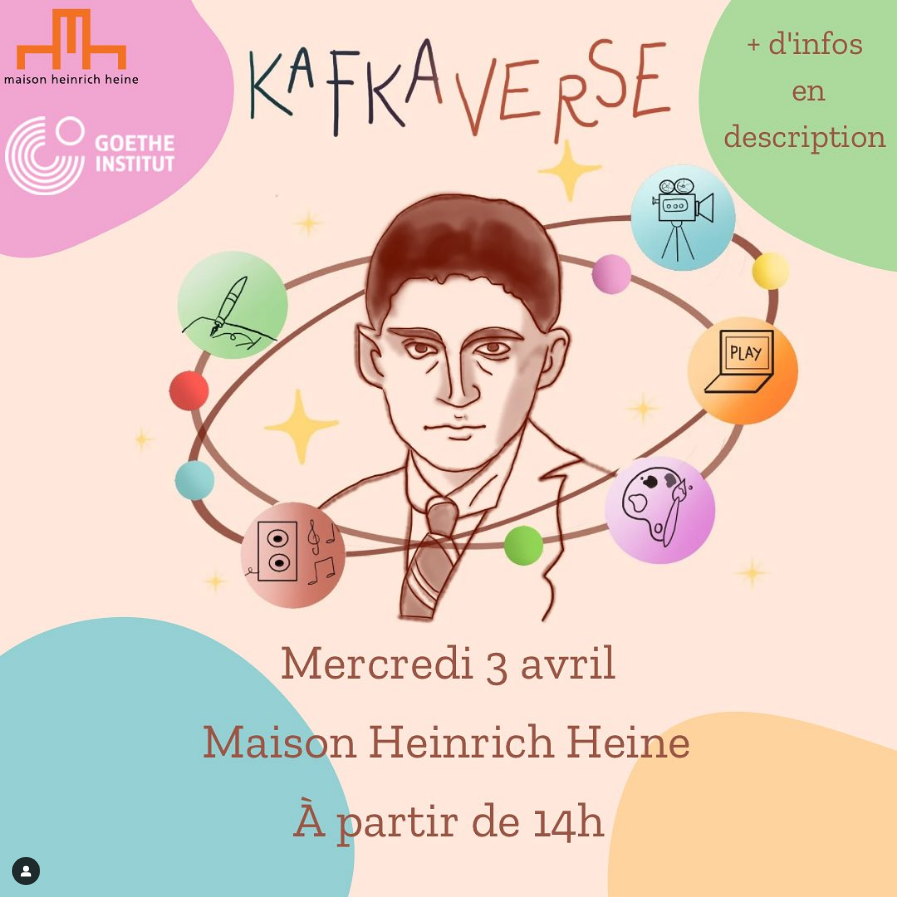 maison heinrich heine
GOETHE
INSTITUT
KAFKAVERSE
+ d'infos
en
description
PLAY
Mercredi 3 avril
Maison Heinrich Heine
À partir de 14h